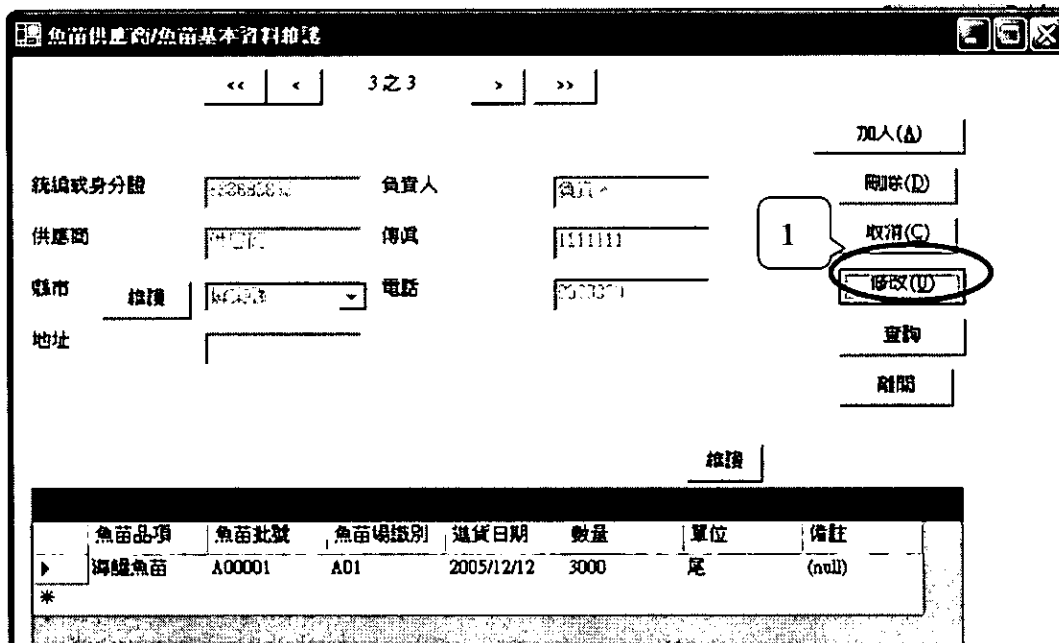 魚苗供應商/魚苗基本資料維護
<< < 3之3 > >>
加入(A)
統編或身分證 負責人 刪除(D)
供應商 傳真 1111111 取消(C)
1
縣市 維護 電話 修改(U)
地址 查詢
離開
維護
魚苗品項 魚苗批號 魚苗場識別 進貨日期 數量 單位 備註
海鱺魚苗 A00001 A01 2005/12/12 3000 尾 (null)